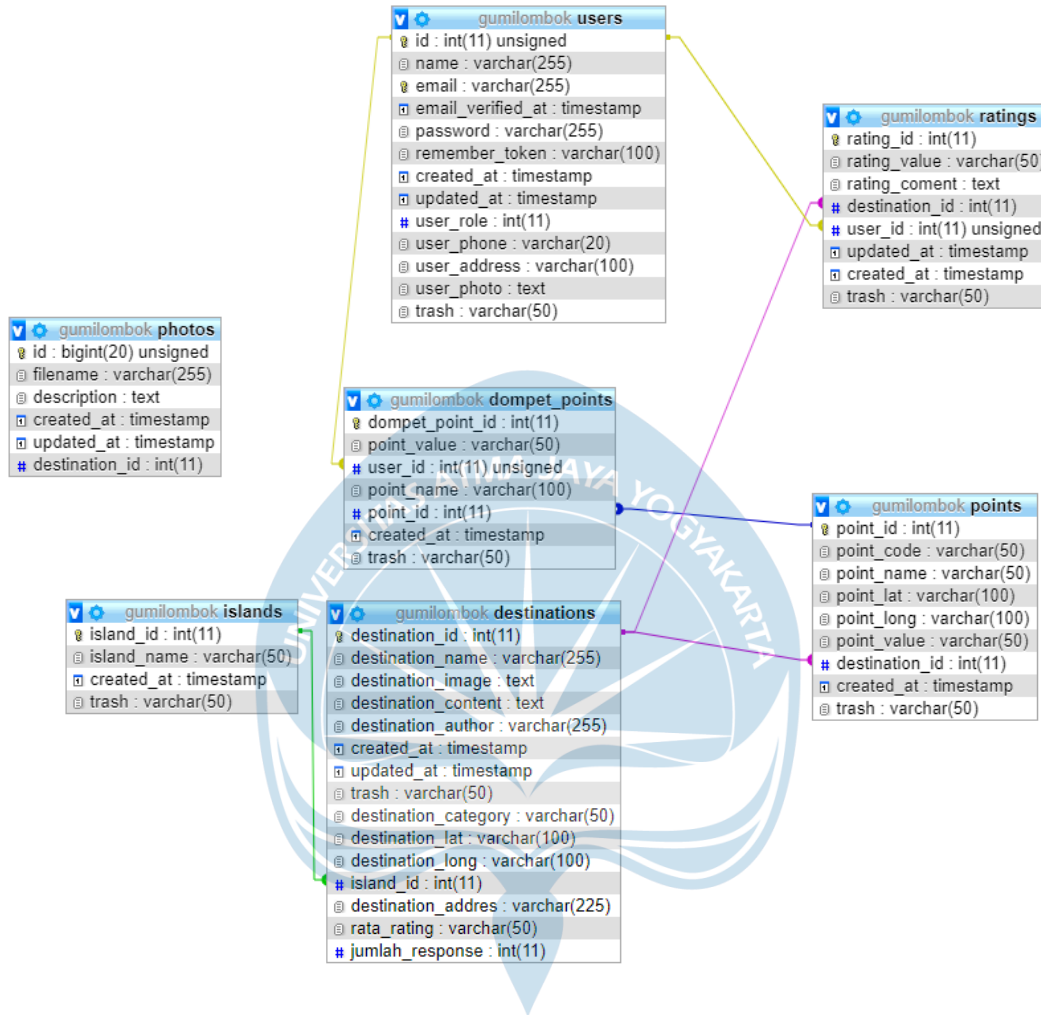 gumilombok users
id : int(11) unsigned
name : varchar(255)
email : varchar(255)
email_verified_at : timestamp
password : varchar(255)
remember_token : varchar(100)
created_at : timestamp
updated_at : timestamp
user_role : int(11)
user_phone : varchar(20)
user_address : varchar(100)
user_photo : text
trash : varchar(50)
gumilombok ratings
rating_id : int(11)
rating_value : varchar(50)
rating_coment : text
destination_id : int(11)
user_id : int(11) unsigned
updated_at : timestamp
created_at : timestamp
trash : varchar(50)
gumilombok photos
id : bigint(20) unsigned
filename : varchar(255)
description : text
created_at : timestamp
updated_at : timestamp
destination_id : int(11)
gumilombok dompet_points
dompet_point_id : int(11)
point_value : varchar(50)
user_id : int(11) unsigned
point_name : varchar(100)
point_id : int(11)
created_at : timestamp
trash : varchar(50)
gumilombok points
point_id : int(11)
point_code : varchar(50)
point_name : varchar(50)
point_lat : varchar(100)
point_long : varchar(100)
point_value : varchar(50)
destination_id : int(11)
created_at : timestamp
trash : varchar(50)
gumilombok islands
island_id : int(11)
island_name : varchar(50)
created_at : timestamp
trash : varchar(50)
gumilombok destinations
destination_id : int(11)
destination_name : varchar(255)
destination_image : text
destination_content : text
destination_author : varchar(255)
created_at : timestamp
updated_at : timestamp
trash : varchar(50)
destination_category : varchar(50)
destination_lat : varchar(100)
destination_long : varchar(100)
island_id : int(11)
destination_addres : varchar(225)
rata_rating : varchar(50)
jumlah_response : int(11)
UNIVERSITAS ATMA JAYA YOGYAKARTA